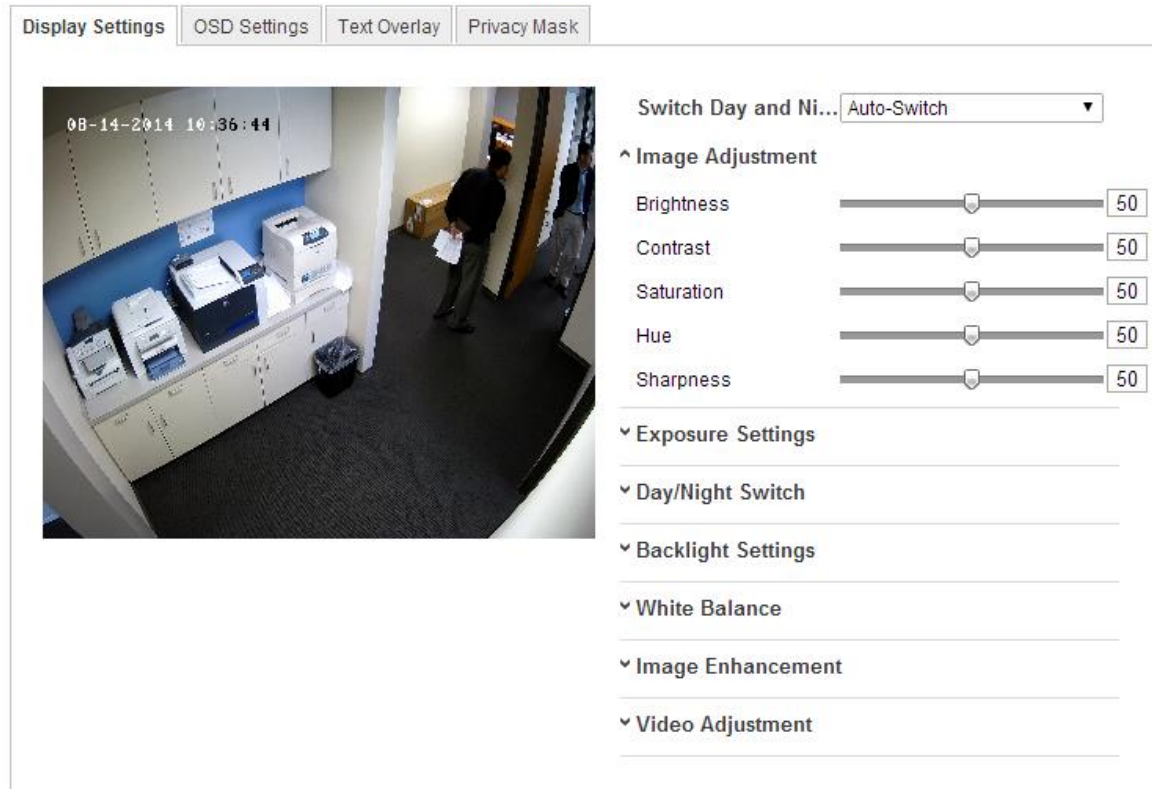 Display Settings
OSD Settings
Text Overlay
Privacy Mask
08-14-2014 10:36:44
Switch Day and Ni... Auto-Switch
Image Adjustment
Brightness 50
Contrast 50
Saturation 50
Hue 50
Sharpness 50
Exposure Settings
Day/Night Switch
Backlight Settings
White Balance
Image Enhancement
Video Adjustment